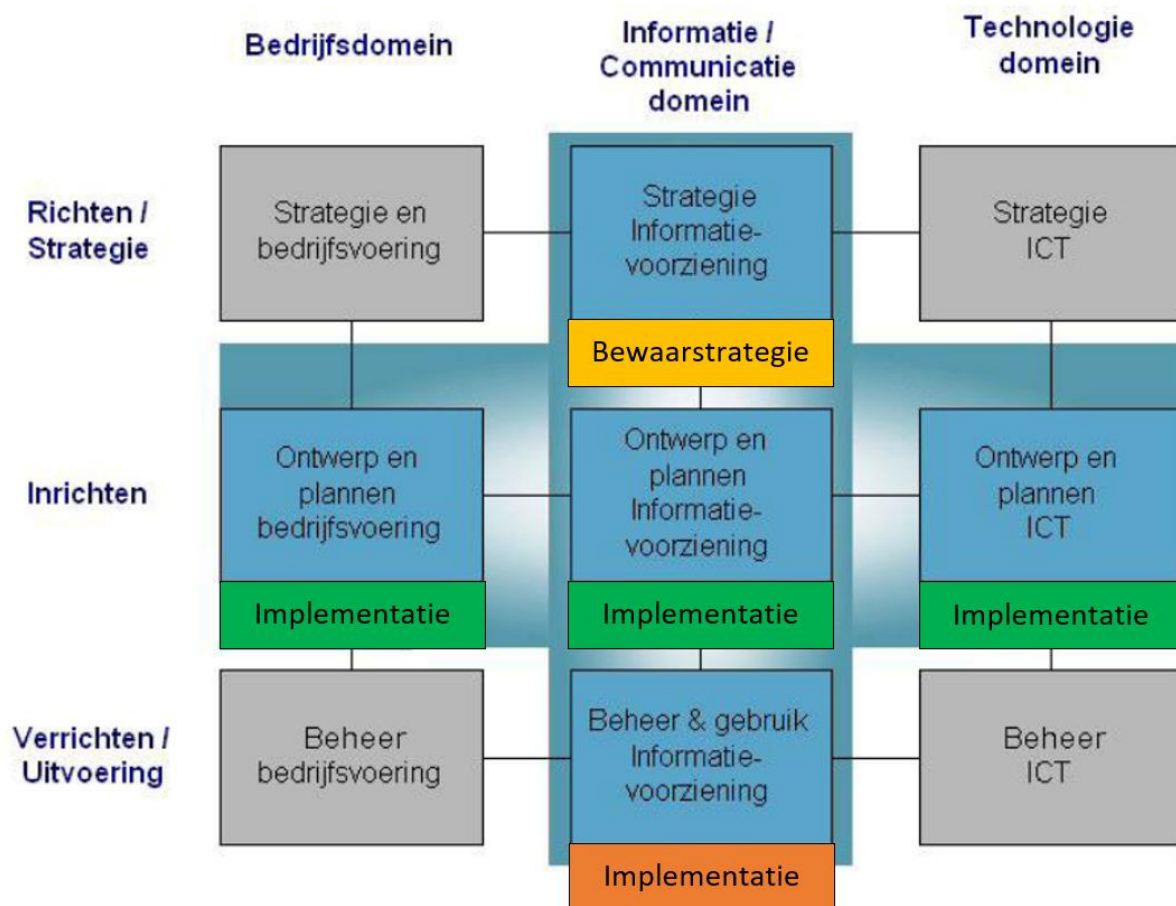 Bedrijfsdomein
Informatie /
Communicatie
domein
Technologie
domein
Richten /
Strategie
Strategie en
bedrijfsvoering
Strategie
Informatie-
voorziening
Strategie
ICT
Bewaarstrategie
Inrichten
Ontwerp en
plannen
bedrijfsvoering
Ontwerp en
plannen
Informatie-
voorziening
Ontwerp en
plannen
ICT
Implementatie
Implementatie
Implementatie
Verrichten /
Uitvoering
Beheer
bedrijfsvoering
Beheer & gebruik
Informatie-
voorziening
Beheer
ICT
Implementatie